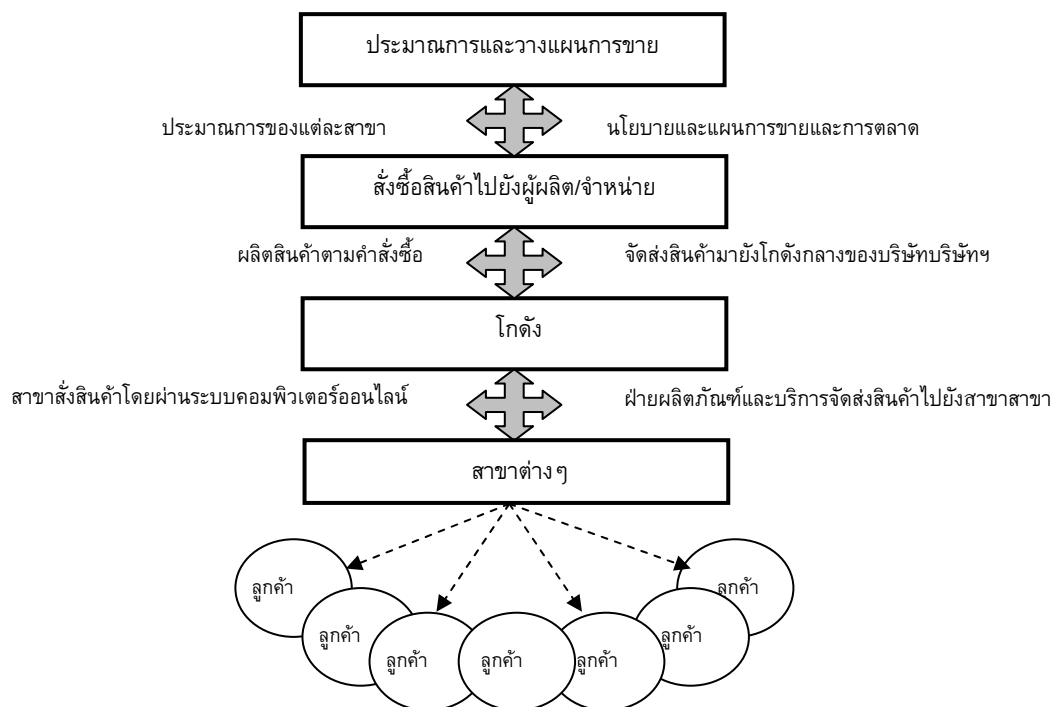 ประมาณการและวางแผนการขาย
ประมาณการของแต่ละสาขา
นโยบายและแผนการขายและการตลาด
สั่งซื้อสินค้าไปยังผู้ผลิต/จำหน่าย
ผลิตสินค้าตามคำสั่งซื้อ
จัดส่งสินค้ามายังโกดังกลางของบริษัทบริษัทฯ
โกดัง
สาขาสั่งสินค้าโดยผ่านระบบคอมพิวเตอร์ออนไลน์
ฝ่ายผลิตภัณฑ์และบริการจัดส่งสินค้าไปยังสาขาสาขา
สาขาต่างๆ
ลูกค้า
ลูกค้า
ลูกค้า
ลูกค้า
ลูกค้า
ลูกค้า
ลูกค้า